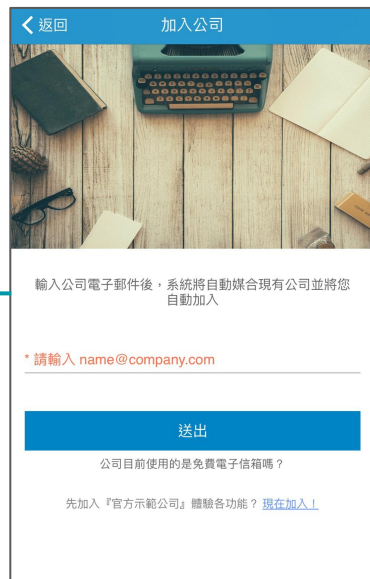 返回
加入公司
輸入公司電子郵件後，系統將自動媒合現有公司並將您
自動加入
* 請輸入 name@company.com
送出
公司目前使用的是免費電子信箱嗎？
先加入『官方示範公司』體驗各功能？ 現在加入！